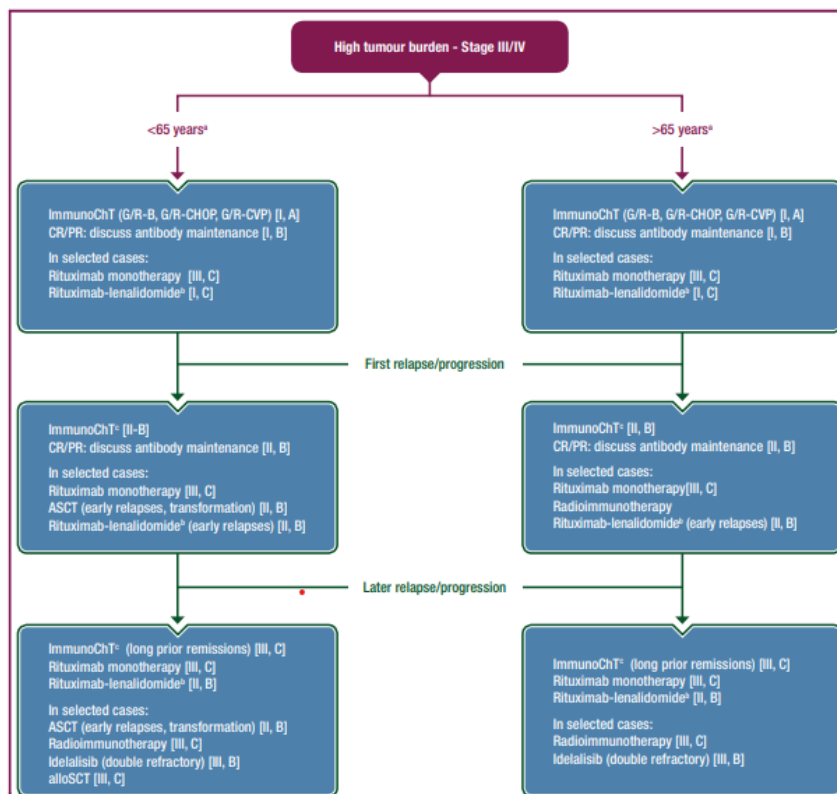 High tumour burden - Stage III/IV
<65 yearsᵃ
>65 yearsᵃ
ImmunoChT (G/R-B, G/R-CHOP, G/R-CVP) [I, A]
CR/PR: discuss antibody maintenance [I, B]
In selected cases:
Rituximab monotherapy [III, C]
Rituximab-lenalidomideᵇ [I, C]
ImmunoChT (G/R-B, G/R-CHOP, G/R-CVP) [I, A]
CR/PR: discuss antibody maintenance [I, B]
In selected cases:
Rituximab monotherapy [III, C]
Rituximab-lenalidomideᵇ [I, C]
First relapse/progression
ImmunoChTᶜ [II-B]
CR/PR: discuss antibody maintenance [II, B]
In selected cases:
Rituximab monotherapy [III, C]
ASCT (early relapses, transformation) [II, B]
Rituximab-lenalidomideᵇ (early relapses) [II, B]
ImmunoChTᶜ [II, B]
CR/PR: discuss antibody maintenance [II, B]
In selected cases:
Rituximab monotherapy[III, C]
Radioimmunotherapy
Rituximab-lenalidomideᵇ (early relapses) [II, B]
Later relapse/progression
ImmunoChTᶜ (long prior remissions) [III, C]
Rituximab monotherapy [III, C]
Rituximab-lenalidomideᵇ [II, B]
In selected cases:
ASCT (early relapses, transformation) [II, B]
Radioimmunotherapy [III, C]
Idelalisib (double refractory) [III, B]
alloSCT [III, C]
ImmunoChTᶜ (long prior remissions) [III, C]
Rituximab monotherapy [III, C]
Rituximab-lenalidomideᵇ [II, B]
In selected cases:
Radioimmunotherapy [III, C]
Idelalisib (double refractory) [III, B]